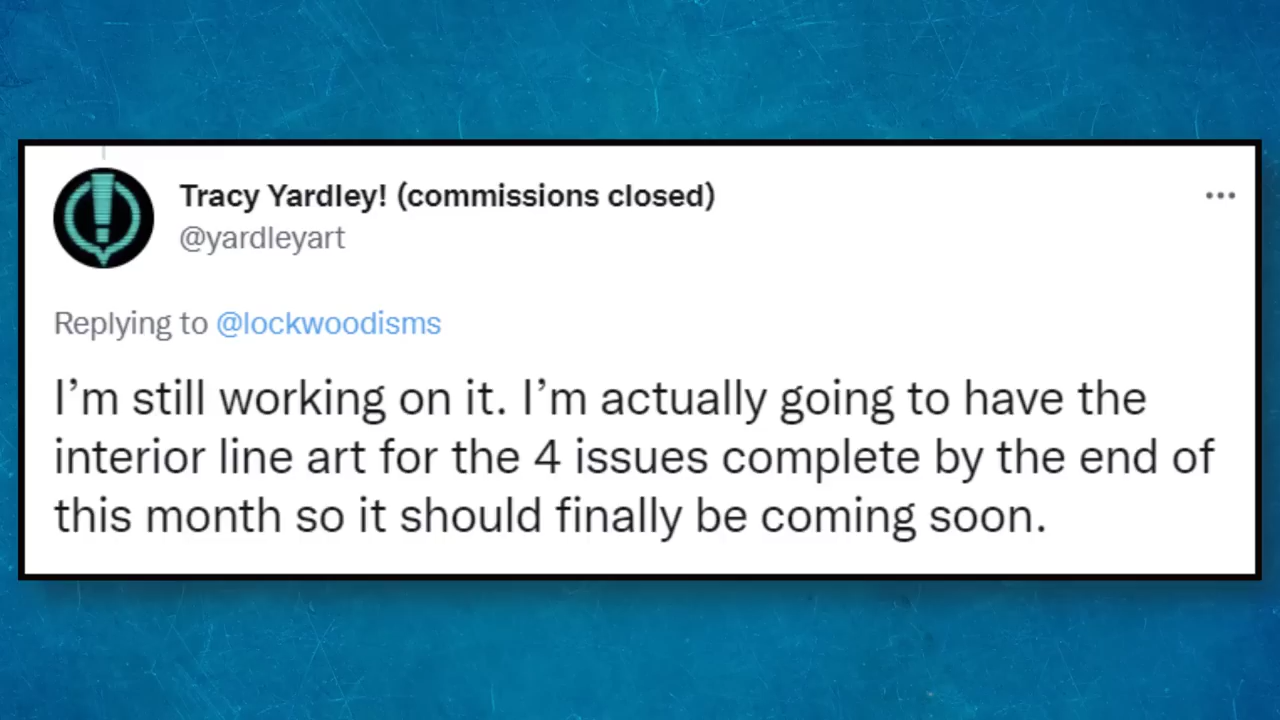 Tracy Yardley! (commissions closed)
@yardleyart
Replying to @lockwoodisms
I’m still working on it. I’m actually going to have the
interior line art for the 4 issues complete by the end of
this month so it should finally be coming soon.